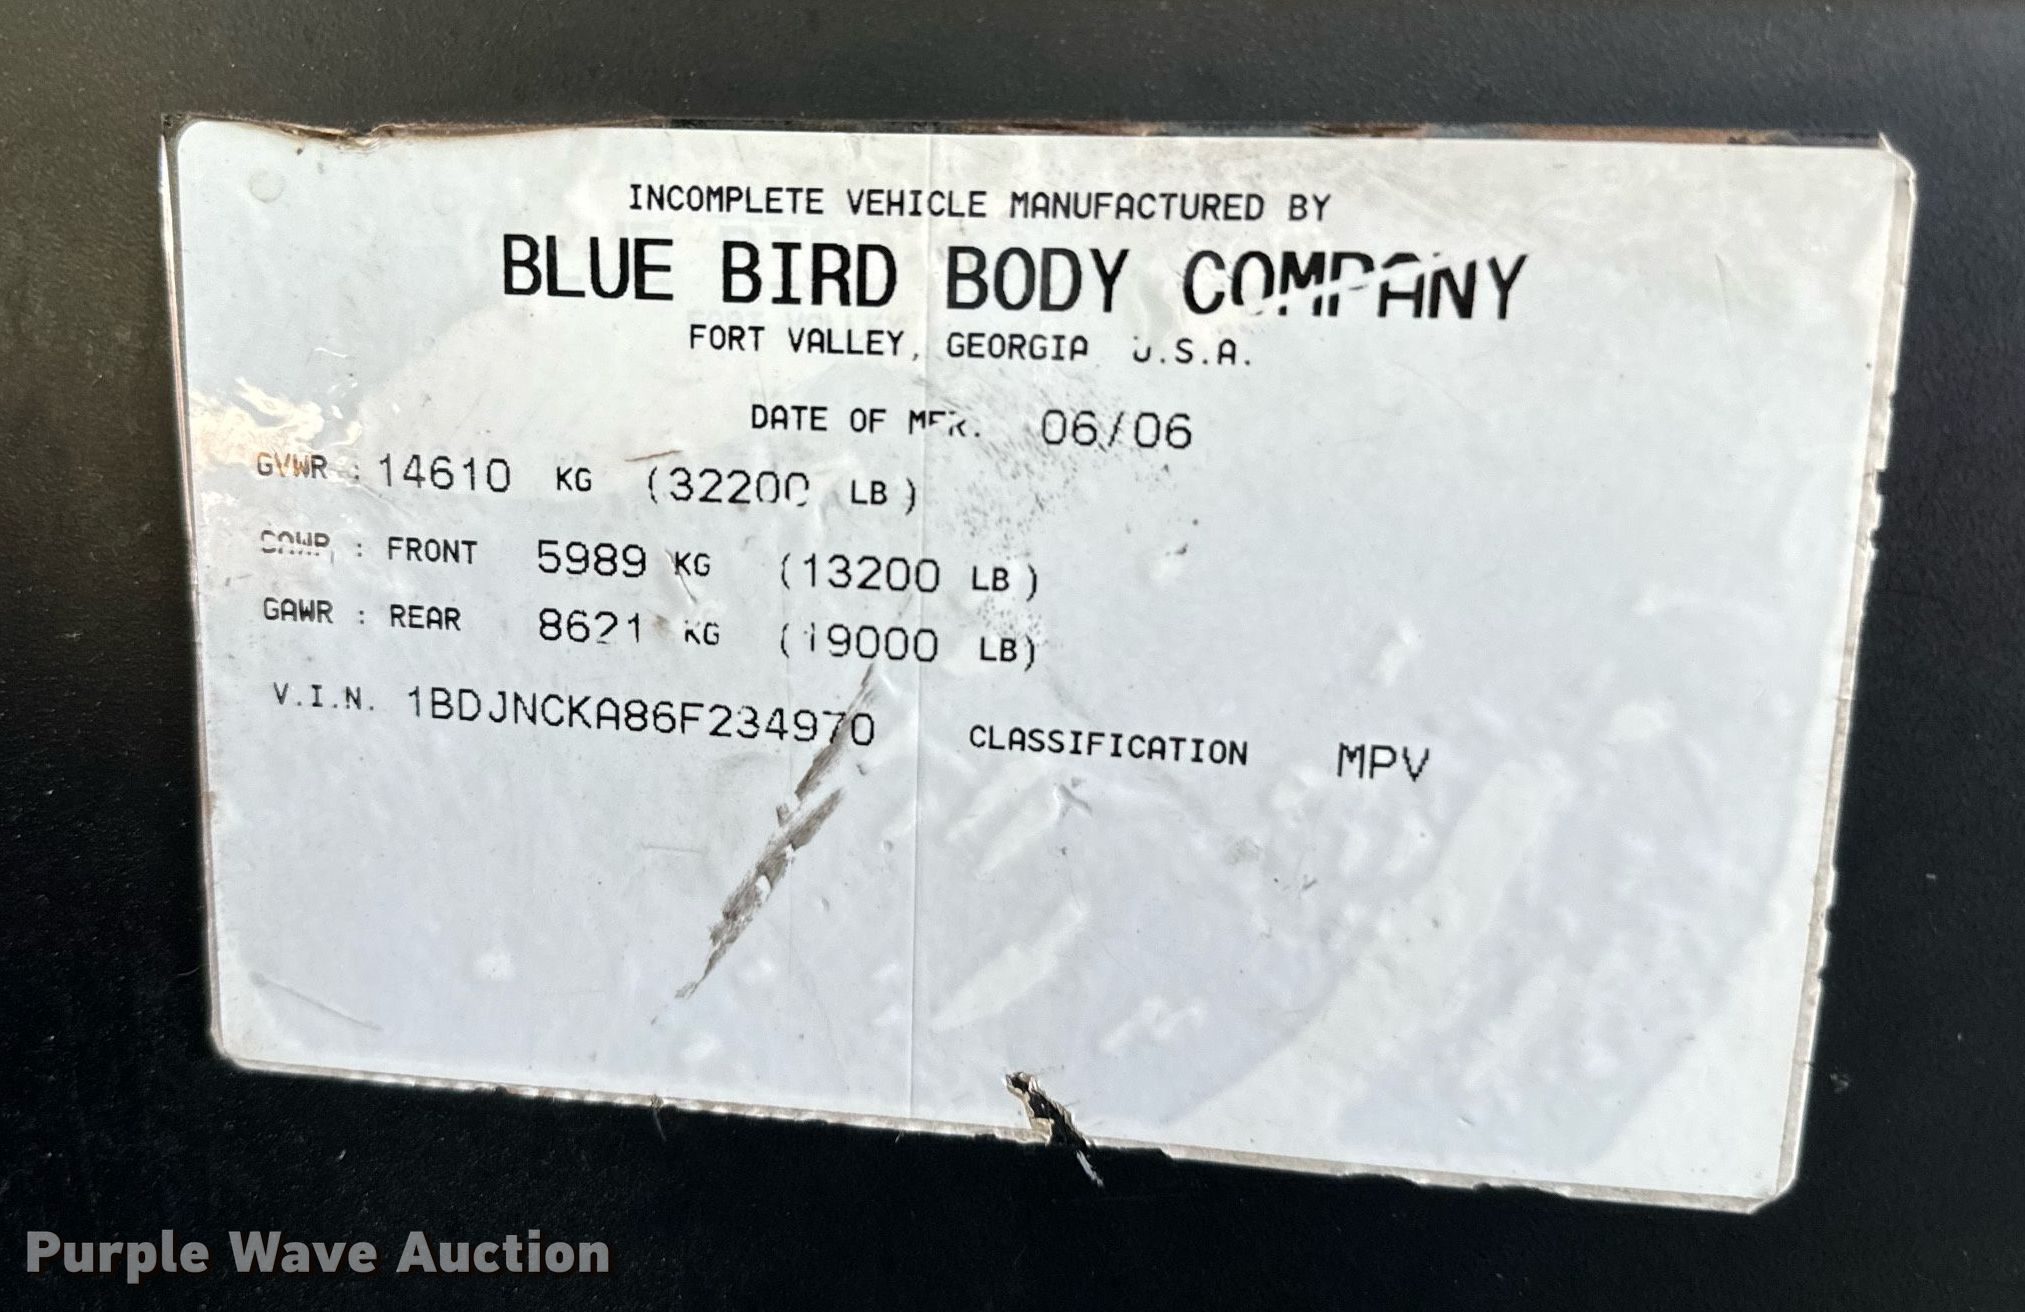 INCOMPLETE VEHICLE MANUFACTURED BY
BLUE BIRD BODY COMPANY
FORT VALLEY, GEORGIA U.S.A.
DATE OF MFR. 06/06
GVWR : 14610 KG (32200 LB)
GAWR : FRONT 5989 KG (13200 LB)
GAWR : REAR 8621 KG (19000 LB)
V.I.N. 1BDJNCKA86F234970 CLASSIFICATION MPV
Purple Wave Auction